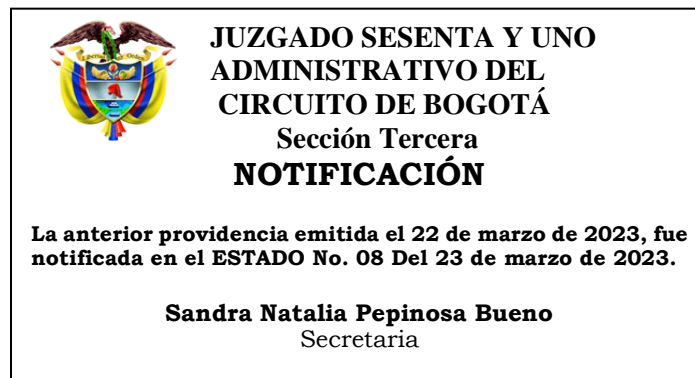 JUZGADO SESENTA Y UNO
ADMINISTRATIVO DEL
CIRCUITO DE BOGOTÁ
Sección Tercera
NOTIFICACIÓN
La anterior providencia emitida el 22 de marzo de 2023, fue
notificada en el ESTADO No. 08 Del 23 de marzo de 2023.
Sandra Natalia Pepinosa Bueno
Secretaria